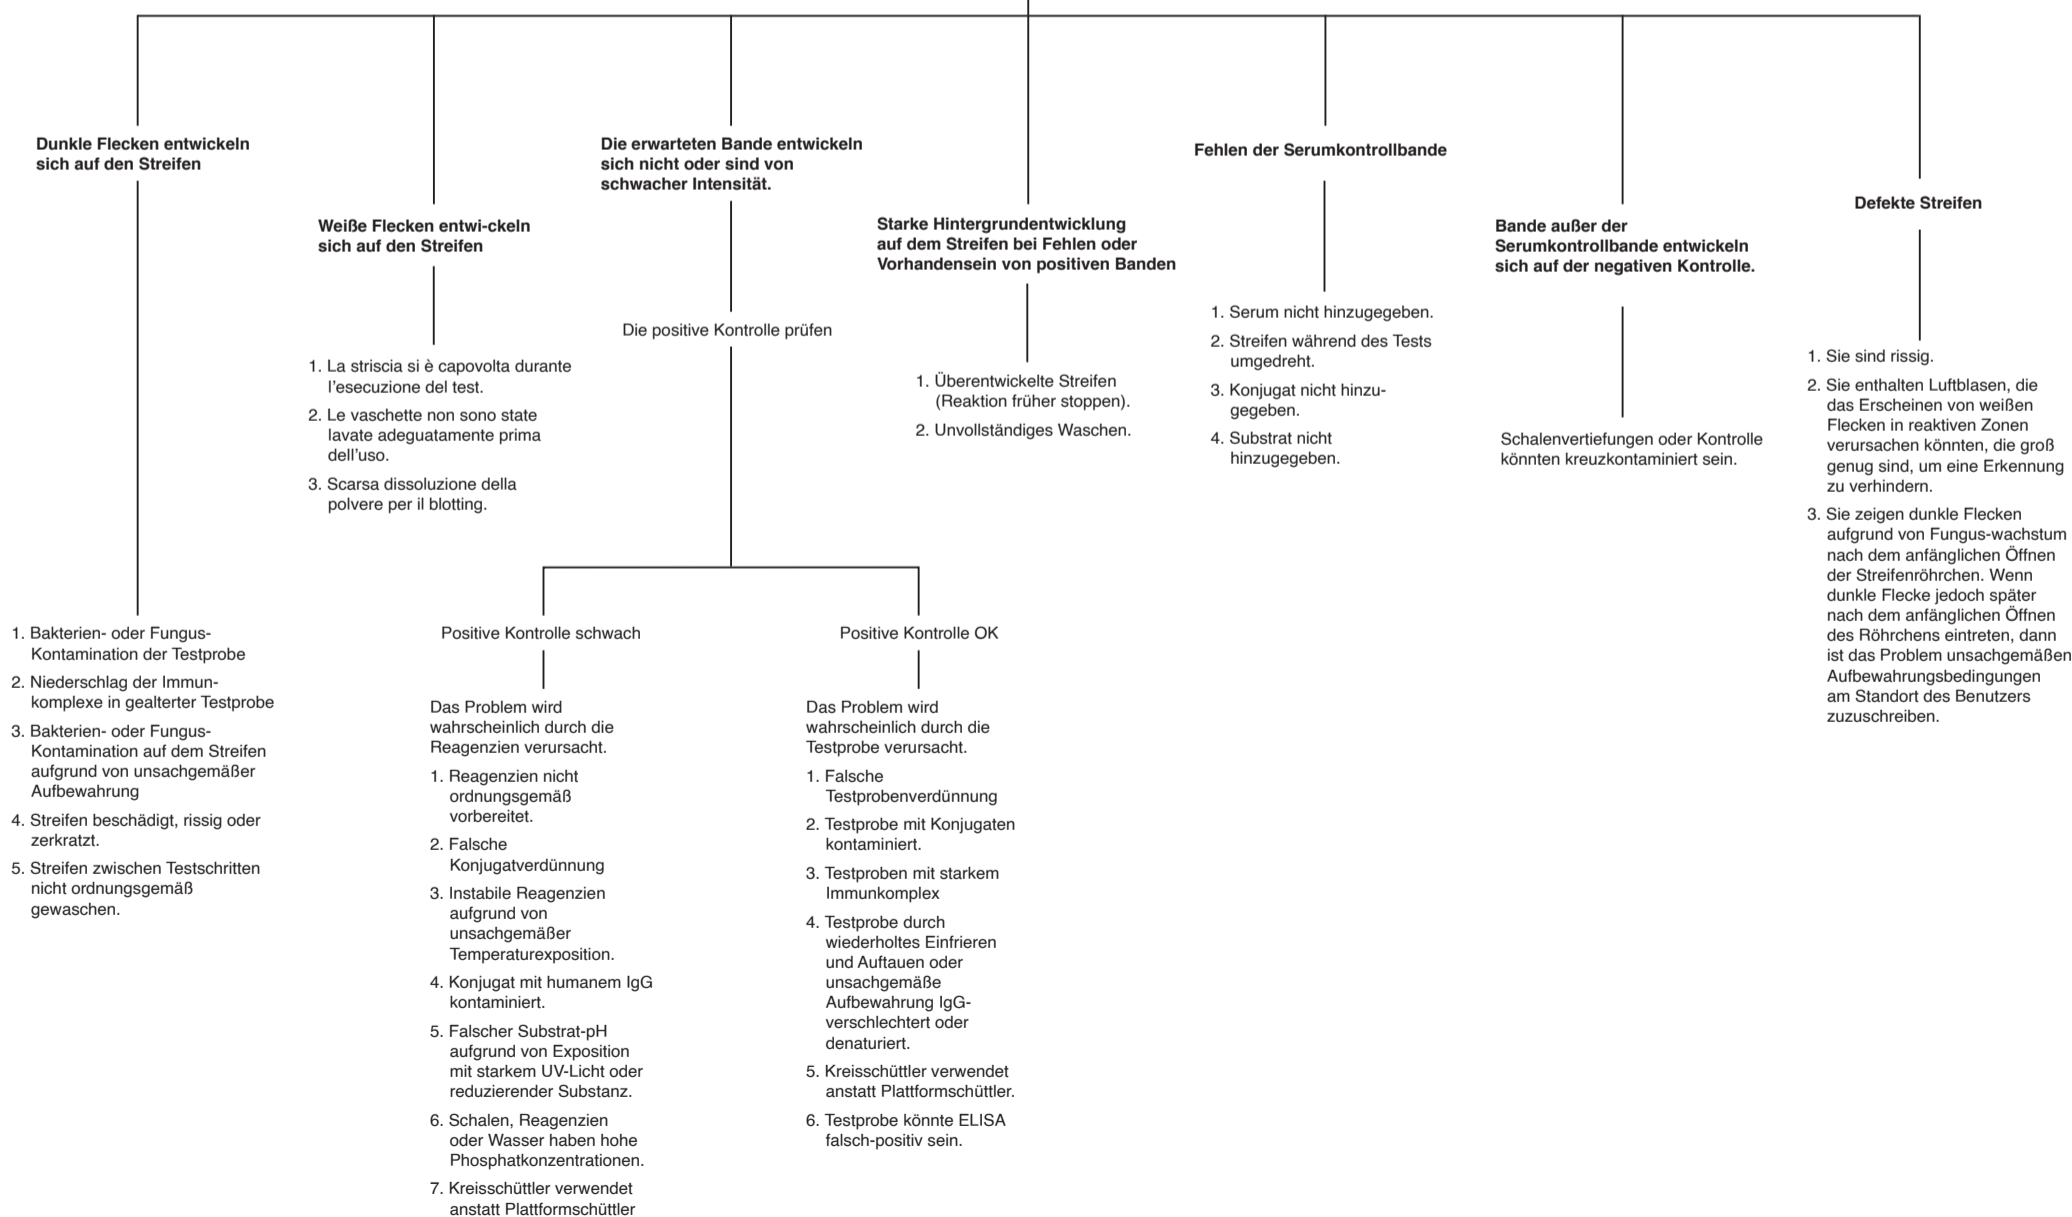 Dunkle Flecken entwickeln
sich auf den Streifen
1. Bakterien- oder Fungus-
Kontamination der Testprobe
2. Niederschlag der Immun-
komplexe in gealterter Testprobe
3. Bakterien- oder Fungus-
Kontamination auf dem Streifen
aufgrund von unsachgemäßer
Aufbewahrung
4. Streifen beschädigt, rissig oder
zerkratzt.
5. Streifen zwischen Testschritten
nicht ordnungsgemäß
gewaschen.
Weiße Flecken entwi-ckeln
sich auf den Streifen
1. La striscia si è capovolta durante
l'esecuzione del test.
2. Le vaschette non sono state
lavate adeguatamente prima
dell'uso.
3. Scarsa dissoluzione della
polvere per il blotting.
Die erwarteten Bande entwickeln
sich nicht oder sind von
schwacher Intensität.
Die positive Kontrolle prüfen
Positive Kontrolle schwach
Das Problem wird
wahrscheinlich durch die
Reagenzien verursacht.
1. Reagenzien nicht
ordnungsgemäß
vorbereitet.
2. Falsche
Konjugatverdünnung
3. Instabile Reagenzien
aufgrund von
unsachgemäßer
Temperaturexposition.
4. Konjugat mit humanem IgG
kontaminiert.
5. Falscher Substrat-pH
aufgrund von Exposition
mit starkem UV-Licht oder
reduzierender Substanz.
6. Schalen, Reagenzien
oder Wasser haben hohe
Phosphatkonzentrationen.
7. Kreisschüttler verwendet
anstatt Plattformschüttler
Positive Kontrolle OK
Das Problem wird
wahrscheinlich durch die
Testprobe verursacht.
1. Falsche
Testprobenverdünnung
2. Testprobe mit Konjugaten
kontaminiert.
3. Testproben mit starkem
Immunkomplex
4. Testprobe durch
wiederholtes Einfrieren
und Auftauen oder
unsachgemäße
Aufbewahrung IgG-
verschlechtert oder
denaturiert.
5. Kreisschüttler verwendet
anstatt Plattformschüttler.
6. Testprobe könnte ELISA
falsch-positiv sein.
Starke Hintergrundentwicklung
auf dem Streifen bei Fehlen oder
Vorhandensein von positiven Banden
1. Überentwickelte Streifen
(Reaktion früher stoppen).
2. Unvollständiges Waschen.
Fehlen der Serumkontrollbande
1. Serum nicht hinzugegeben.
2. Streifen während des Tests
umgedreht.
3. Konjugat nicht hinzu-
gegeben.
4. Substrat nicht
hinzugegeben.
Bande außer der
Serumkontrollbande entwickeln
sich auf der negativen Kontrolle.
Schalenvertiefungen oder Kontrolle
könnten kreuzkontaminiert sein.
Defekte Streifen
1. Sie sind rissig.
2. Sie enthalten Luftblasen, die
das Erscheinen von weißen
Flecken in reaktiven Zonen
verursachen könnten, die groß
genug sind, um eine Erkennung
zu verhindern.
3. Sie zeigen dunkle Flecken
aufgrund von Fungus-wachstum
nach dem anfänglichen Öffnen
der Streifenröhrchen. Wenn
dunkle Flecke jedoch später
nach dem anfänglichen Öffnen
des Röhrchens eintreten, dann
ist das Problem unsachgemäßen
Aufbewahrungsbedingungen
am Standort des Benutzers
zuzuschreiben.